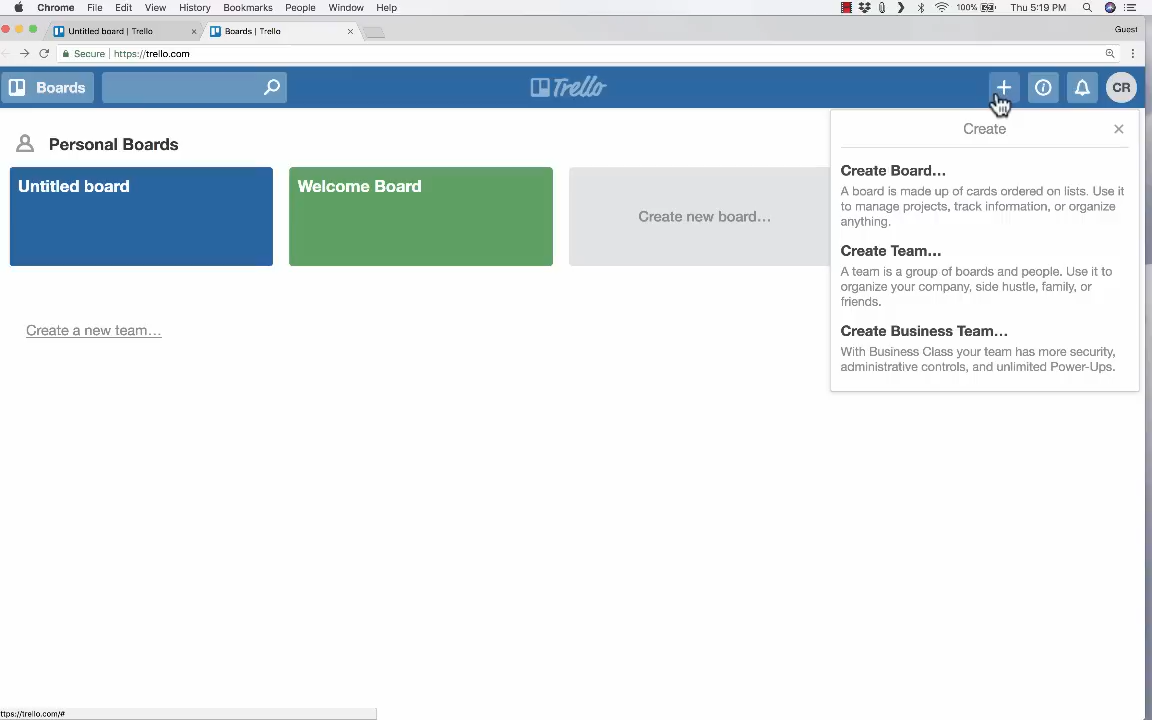 Chrome File Edit View History Bookmarks People Window Help 100% Thu 5:19 PM
Untitled board | Trello Boards | Trello Guest
Secure https://trello.com
Boards Trello CR
Personal Boards
Untitled board
Welcome Board
Create new board…
Create a new team…
Create
Create Board…
A board is made up of cards ordered on lists. Use it
to manage projects, track information, or organize
anything.
Create Team…
A team is a group of boards and people. Use it to
organize your company, side hustle, family, or
friends.
Create Business Team…
With Business Class your team has more security,
administrative controls, and unlimited Power-Ups.
ttps://trello.com/#